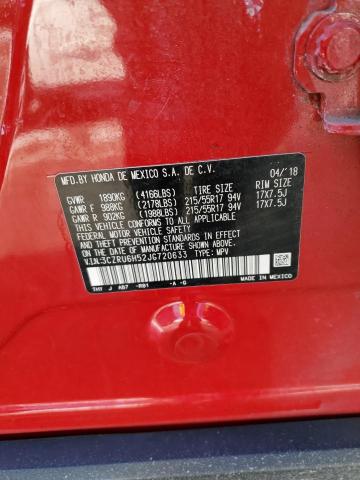 MFD.BY HONDA DE MEXICO S.A. DE C.V. 04/'18
GVWR 1890KG (4166LBS) TIRE SIZE RIM SIZE
GAWR F 988KG (2178LBS) 215/55R17 94V 17X7.5J
GAWR R 902KG (1988LBS) 215/55R17 94V 17X7.5J
THIS VEHICLE CONFORMS TO ALL APPLICABLE
FEDERAL MOTOR VEHICLE SAFETY AND
THEFT PREVENTION STANDARDS IN EFFECT ON THE DATE OF MANUFACTURE SHOWN ABOVE.
V.I.N:3CZRU6H52JG720633 TYPE: MPV
THY J AB7 -RB1 -A -G MADE IN MEXICO